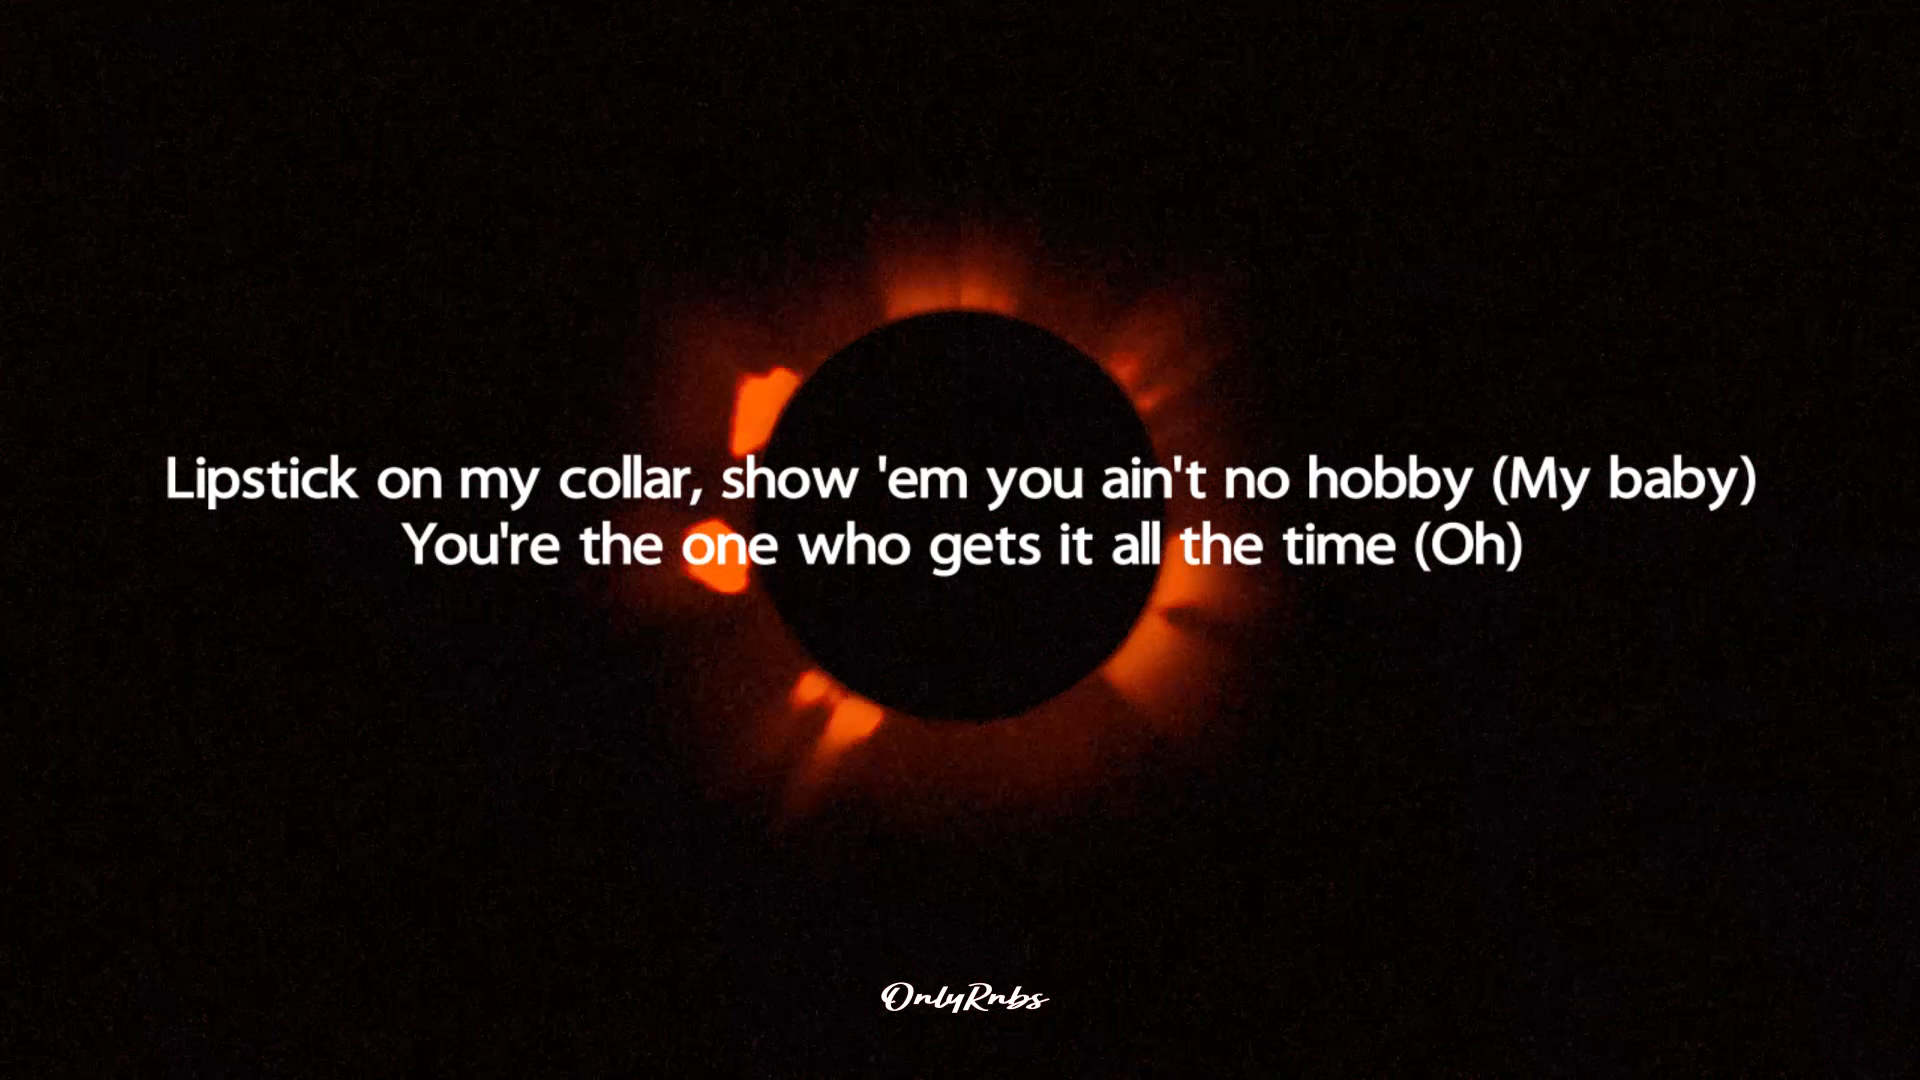 Lipstick on my collar, show 'em you ain't no hobby (My baby)
You're the one who gets it all the time (Oh)
OnlyRnbs